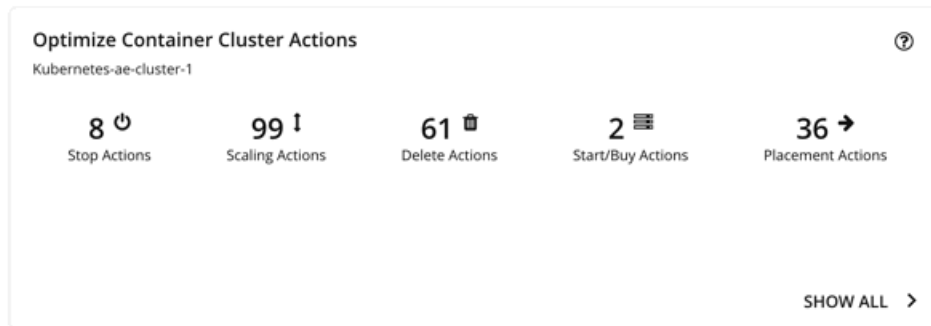 Optimize Container Cluster Actions
Kubernetes-ae-cluster-1
8 99 61 2 36
Stop Actions Scaling Actions Delete Actions Start/Buy Actions Placement Actions
SHOW ALL